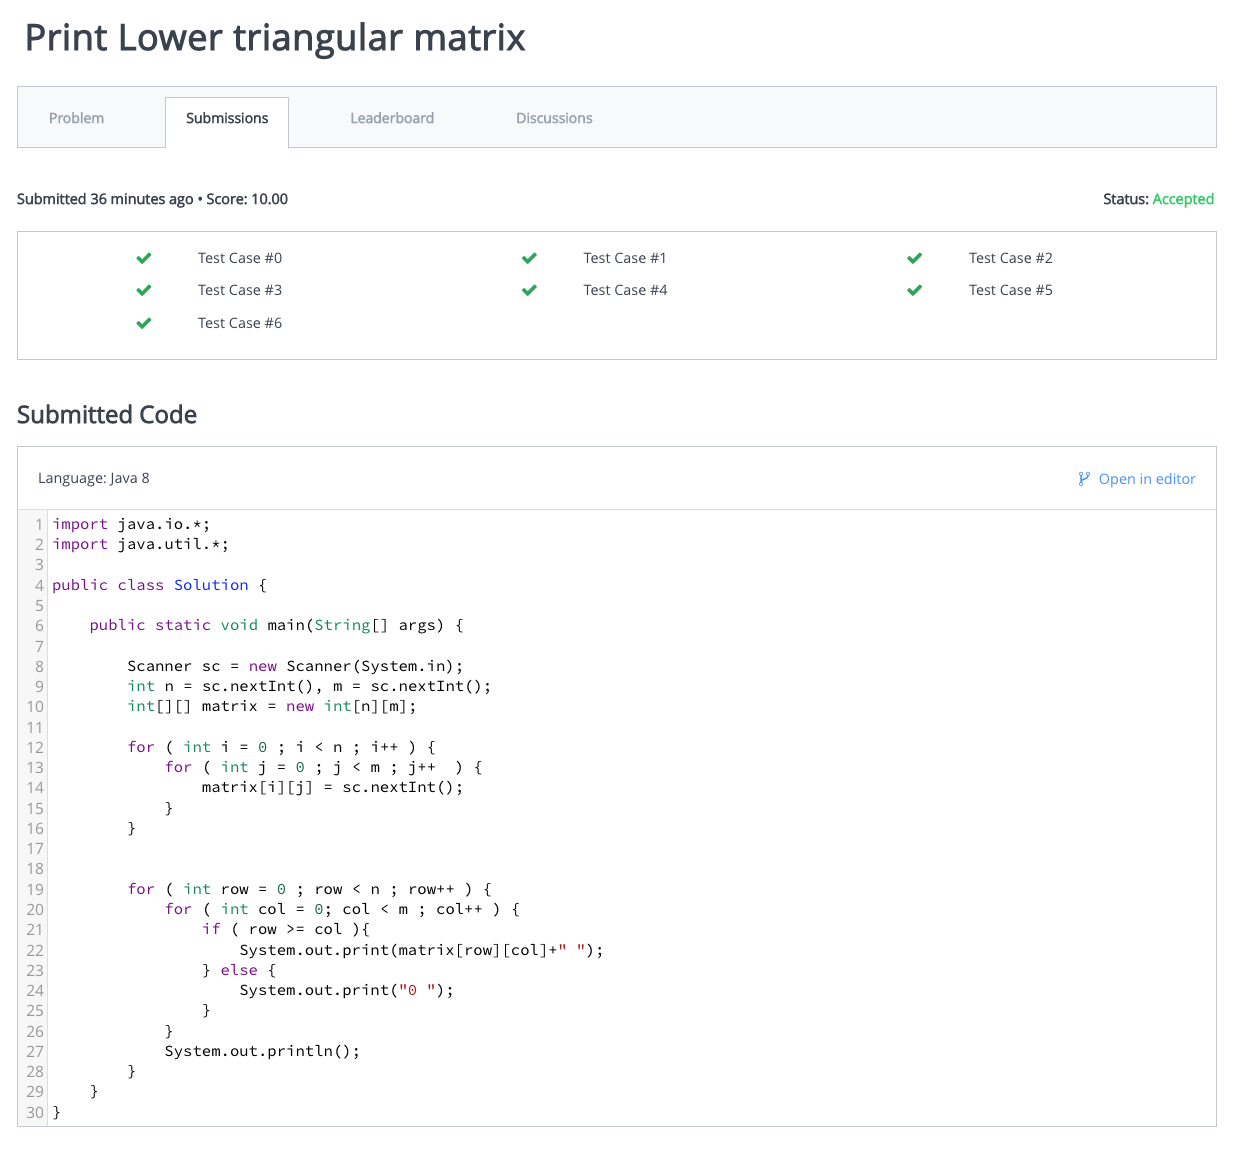 Print Lower triangular matrix
Problem Submissions Leaderboard Discussions
Submitted 36 minutes ago • Score: 10.00 Status: Accepted
Test Case #0 Test Case #1 Test Case #2
Test Case #3 Test Case #4 Test Case #5
Test Case #6
Submitted Code
Language: Java 8 Open in editor
1 import java.io.*;
2 import java.util.*;
3
4 public class Solution {
5
6     public static void main(String[] args) {
7
8         Scanner sc = new Scanner(System.in);
9         int n = sc.nextInt(), m = sc.nextInt();
10         int[][] matrix = new int[n][m];
11
12         for ( int i = 0 ; i < n ; i++ ) {
13             for ( int j = 0 ; j < m ; j++  ) {
14                 matrix[i][j] = sc.nextInt();
15             }
16         }
17
18
19         for ( int row = 0 ; row < n ; row++ ) {
20             for ( int col = 0; col < m ; col++ ) {
21                 if ( row >= col ){
22                     System.out.print(matrix[row][col]+" ");
23                 } else {
24                     System.out.print("0 ");
25                 }
26             }
27             System.out.println();
28         }
29     }
30 }